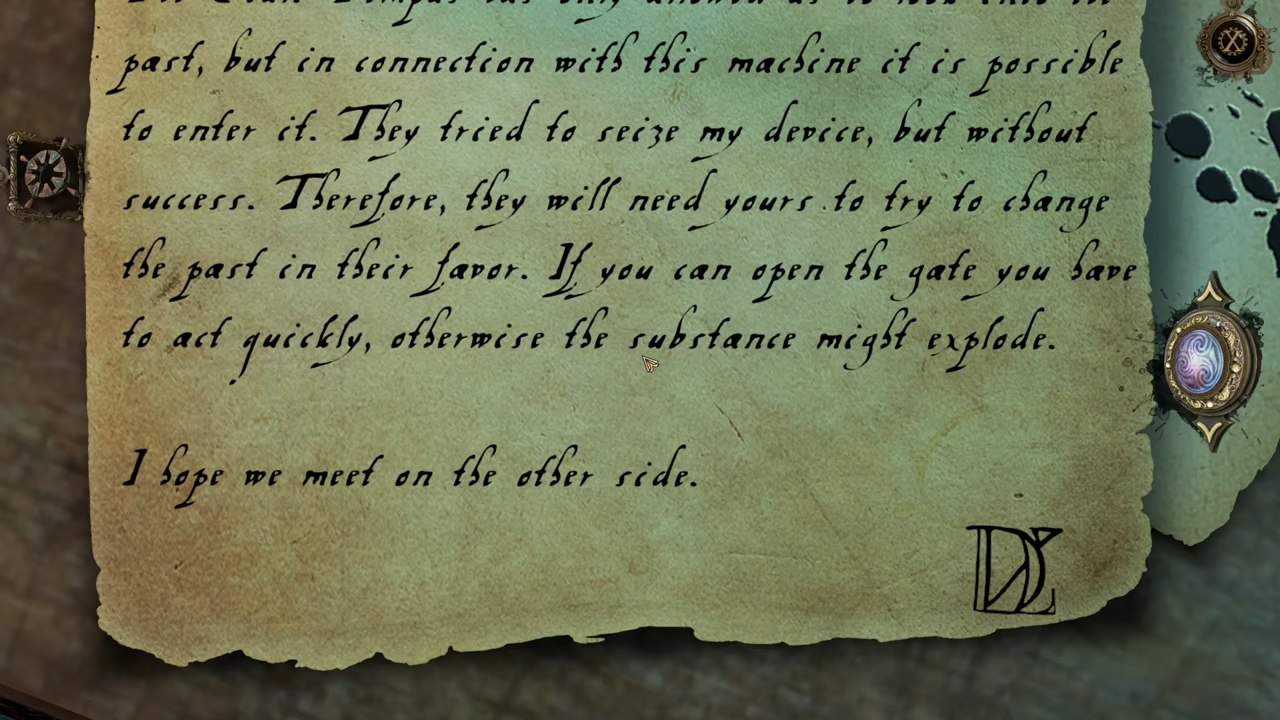 past, but in connection with this machine it is possible
to enter it. They tried to seize my device, but without
success. Therefore, they will need yours to try to change
the past in their favor. If you can open the gate you have
to act quickly, otherwise the substance might explode.
I hope we meet on the other side.